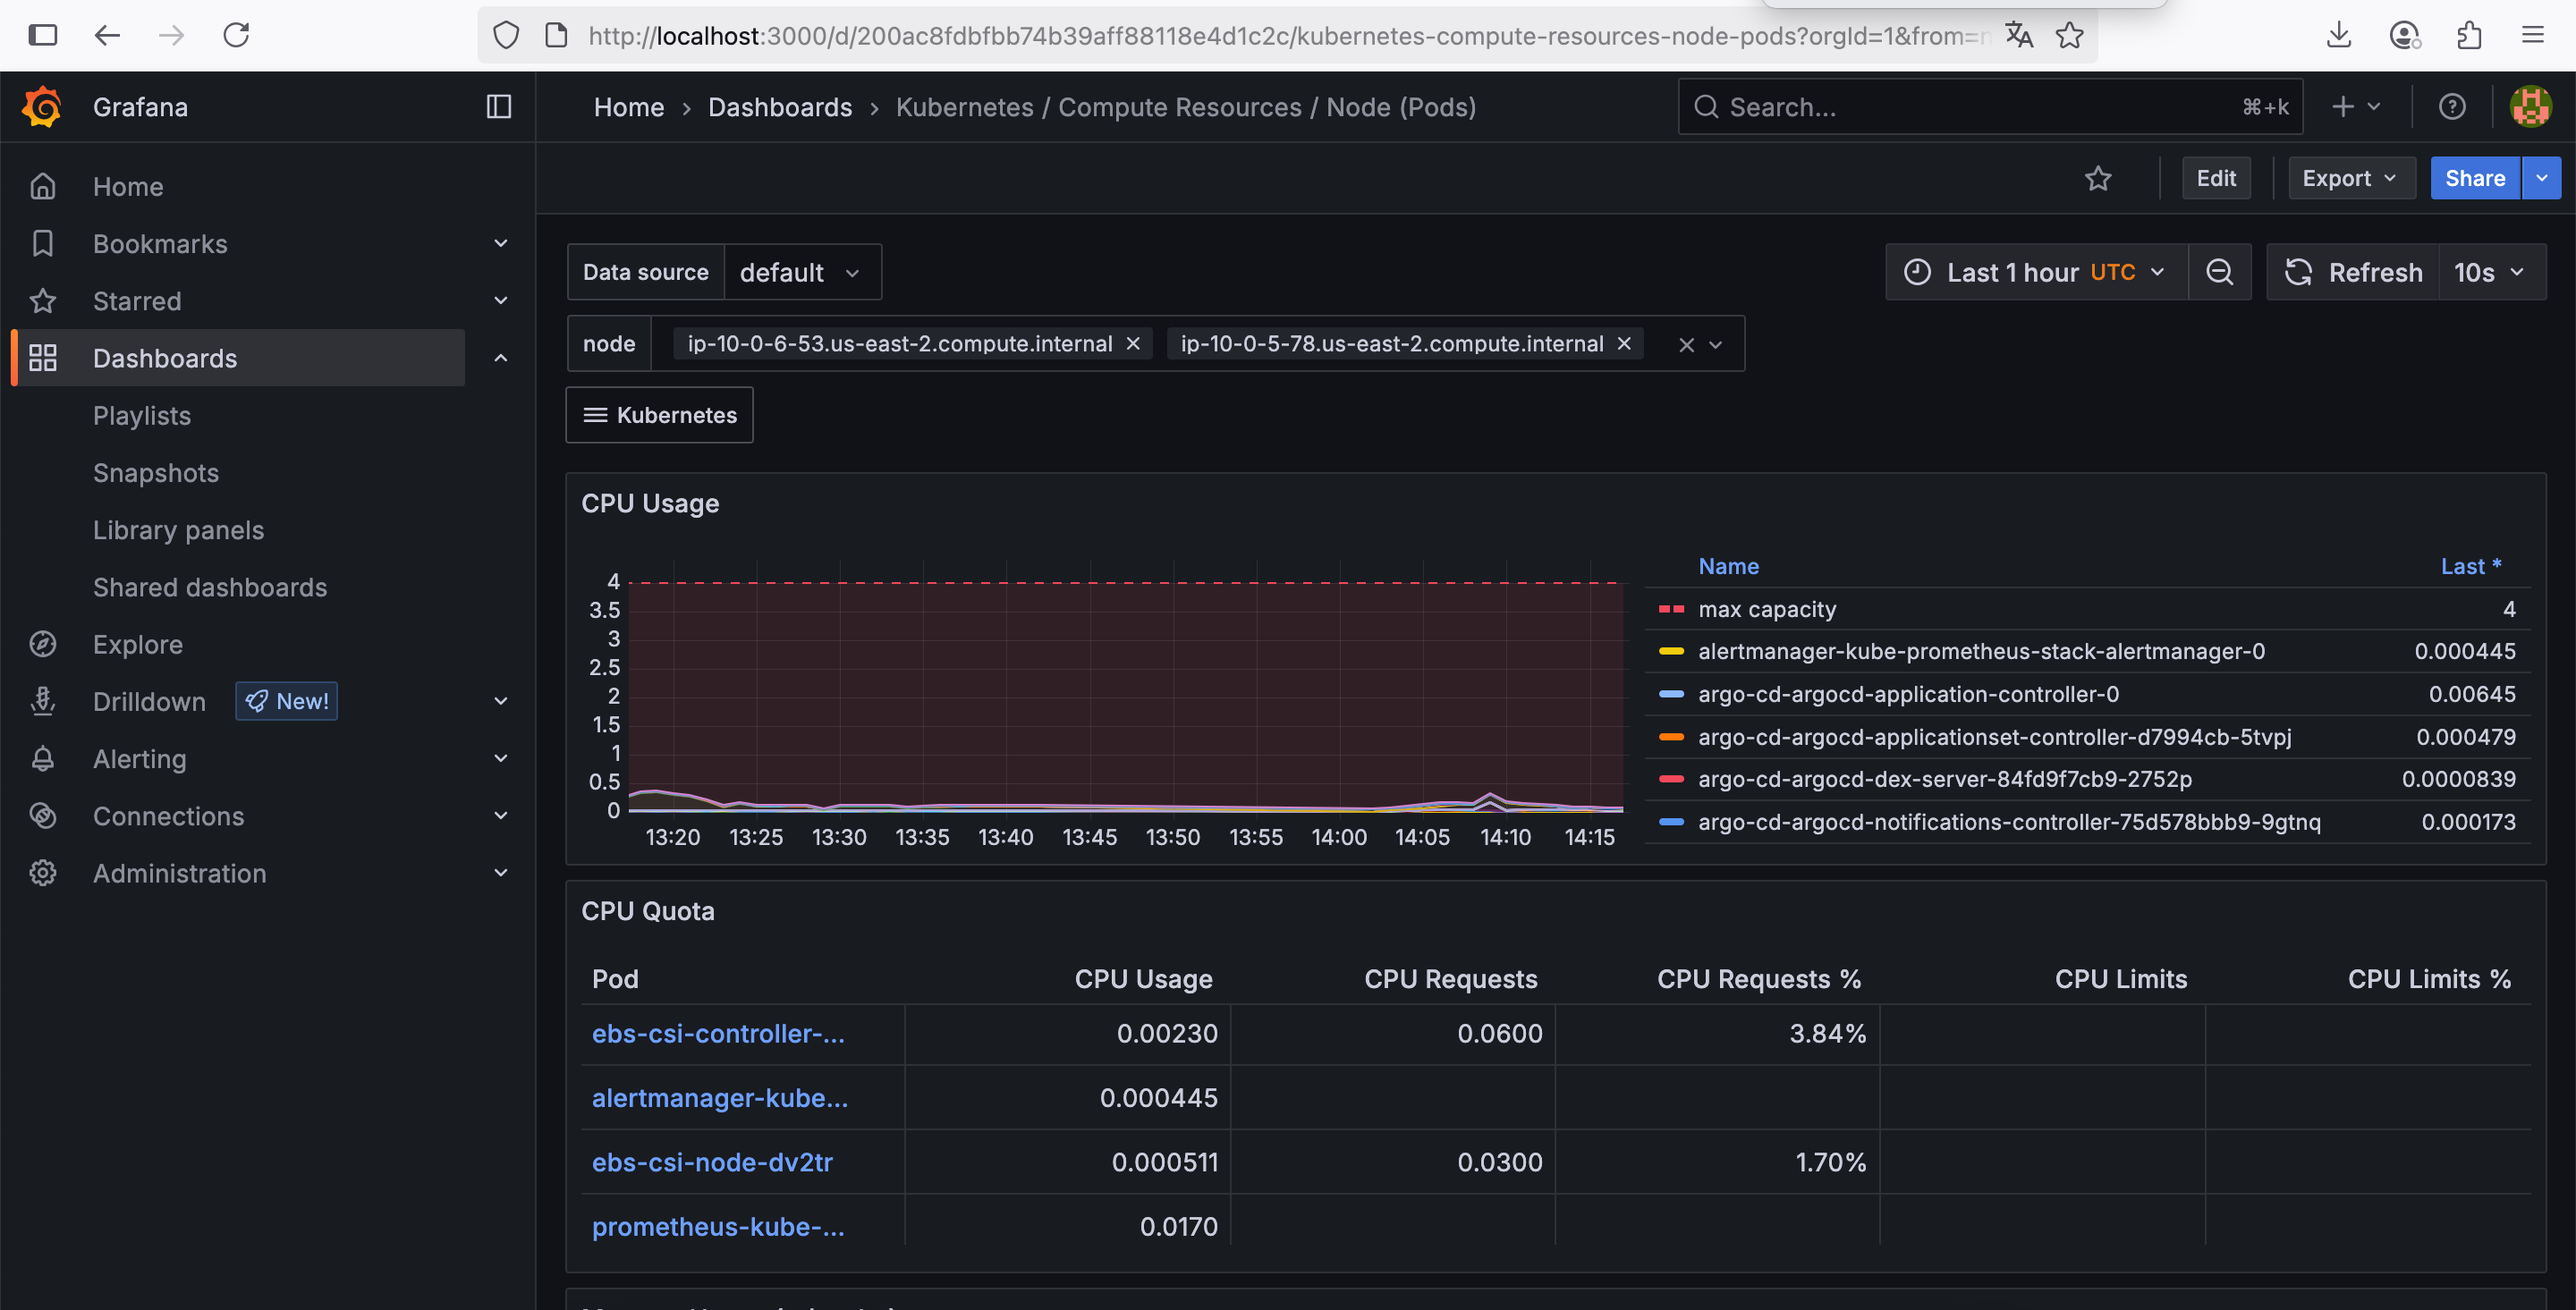 http://localhost:3000/d/200ac8fdbfbb74b39aff88118e4d1c2c/kubernetes-compute-resources-node-pods?orgId=1&from=
Grafana
Home › Dashboards › Kubernetes / Compute Resources / Node (Pods)
Search...
⌘+k
Edit
Export
Share
Home
Bookmarks
Starred
Dashboards
Playlists
Snapshots
Library panels
Shared dashboards
Explore
Drilldown New!
Alerting
Connections
Administration
Data source default
Last 1 hour UTC
Refresh 10s
node ip-10-0-6-53.us-east-2.compute.internal ip-10-0-5-78.us-east-2.compute.internal
Kubernetes
CPU Usage
4
3.5
3
2.5
2
1.5
1
0.5
0
13:20 13:25 13:30 13:35 13:40 13:45 13:50 13:55 14:00 14:05 14:10 14:15
Name Last *
max capacity 4
alertmanager-kube-prometheus-stack-alertmanager-0 0.000445
argo-cd-argocd-application-controller-0 0.00645
argo-cd-argocd-applicationset-controller-d7994cb-5tvpj 0.000479
argo-cd-argocd-dex-server-84fd9f7cb9-2752p 0.0000839
argo-cd-argocd-notifications-controller-75d578bbb9-9gtnq 0.000173
CPU Quota
Pod CPU Usage CPU Requests CPU Requests % CPU Limits CPU Limits %
ebs-csi-controller-... 0.00230 0.0600 3.84%
alertmanager-kube... 0.000445
ebs-csi-node-dv2tr 0.000511 0.0300 1.70%
prometheus-kube-... 0.0170